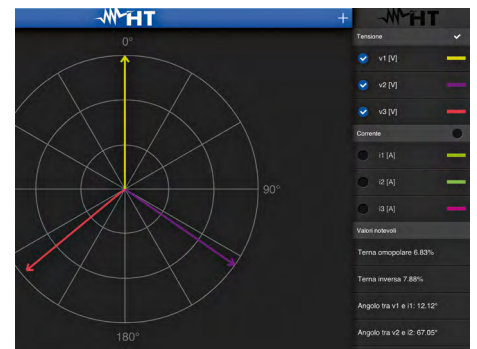 HT
+
HT
0°
90°
180°
Tensione
v1 [V]
v2 [V]
v3 [V]
Corrente
i1 [A]
i2 [A]
i3 [A]
Valori notevoli
Terna omopolare 6.83%
Terna inversa 7.88%
Angolo tra v1 e i1: 12.12°
Angolo tra v2 e i2: 67.05°